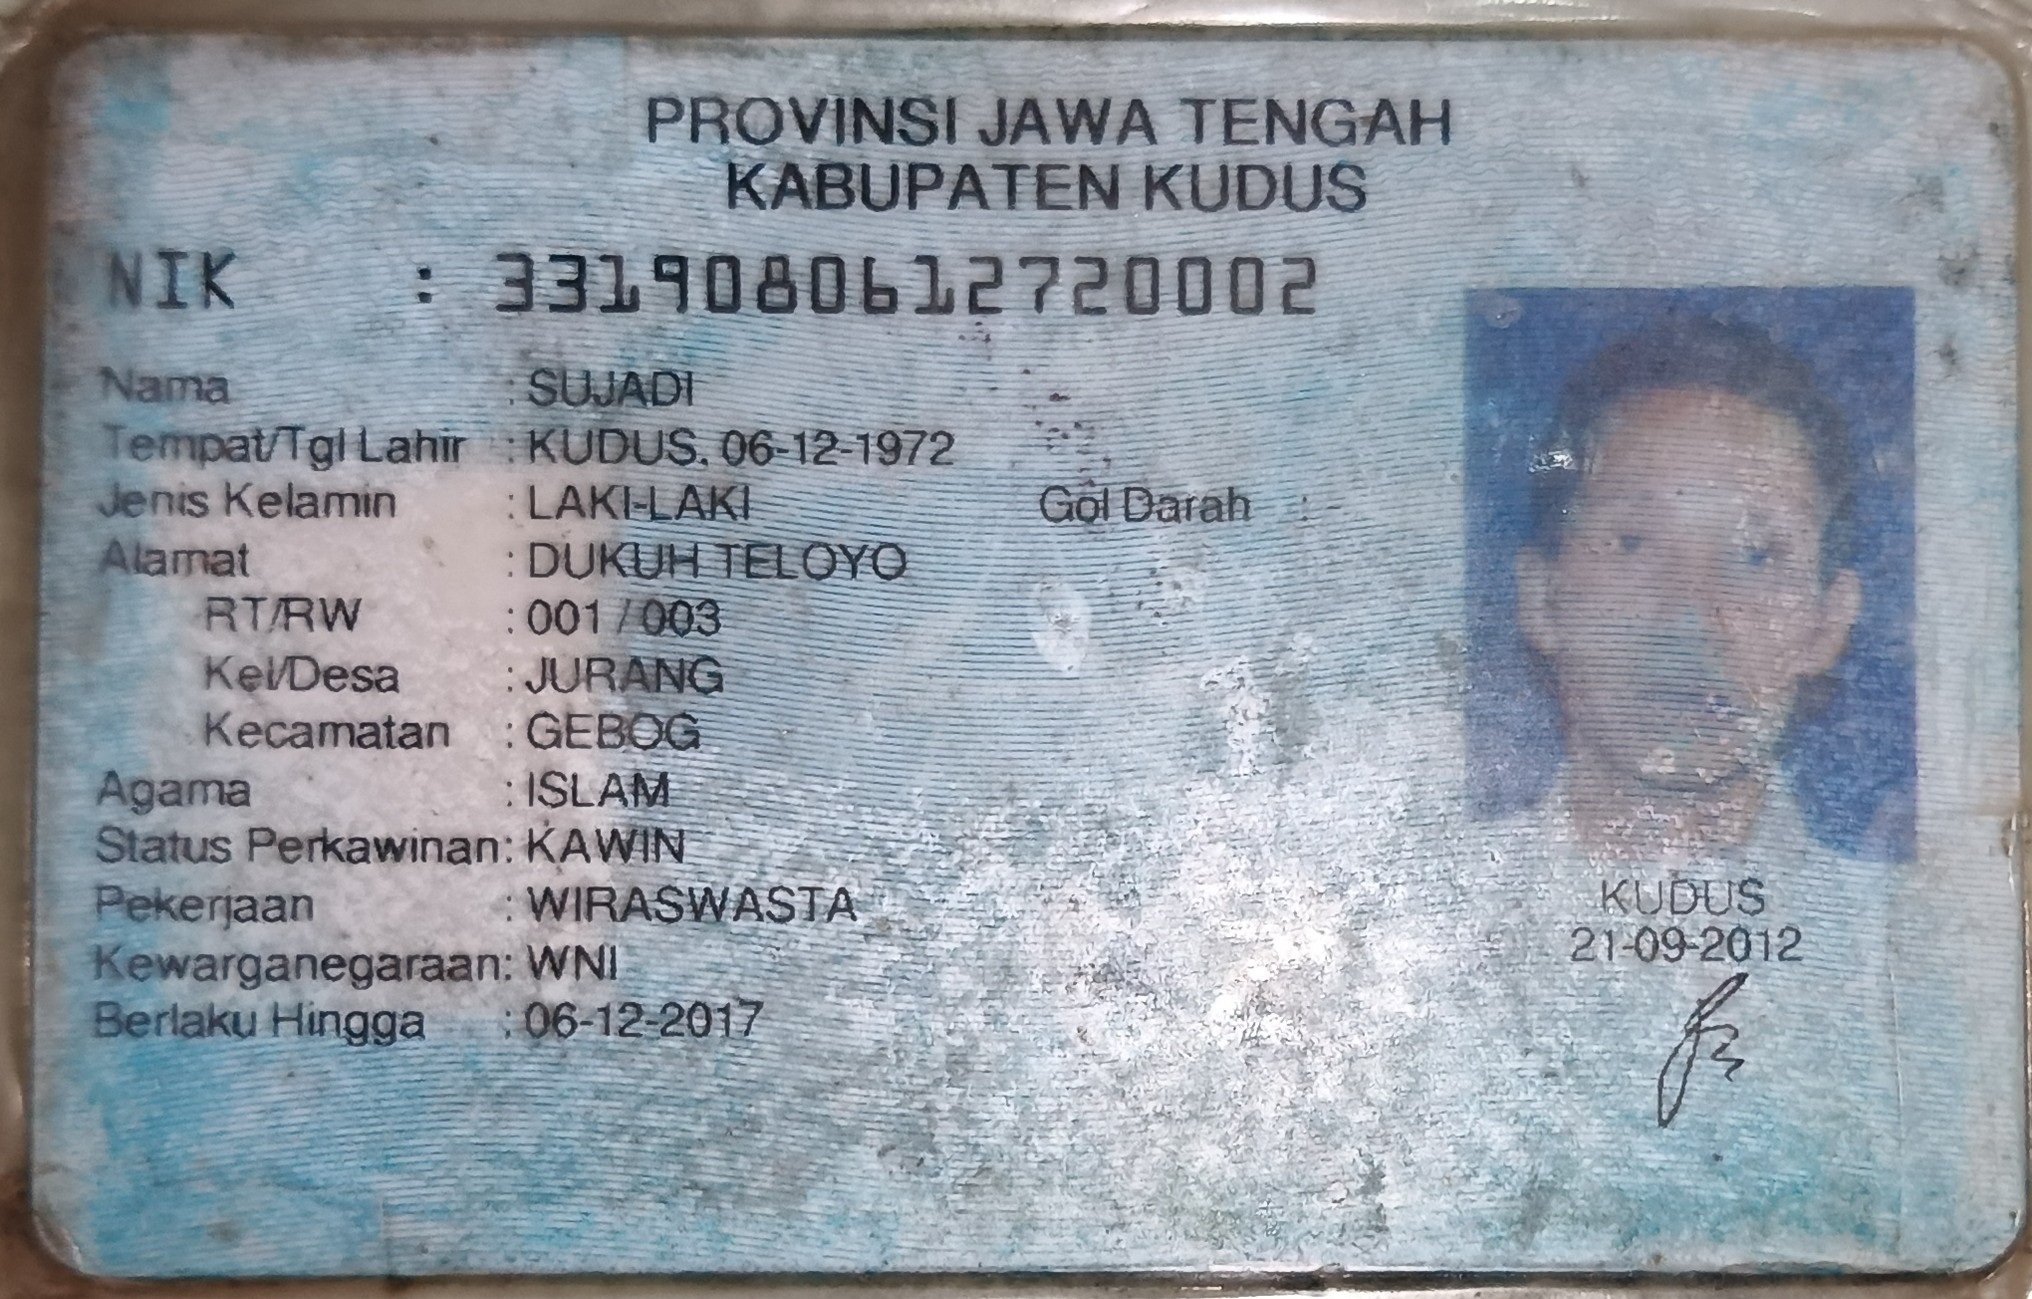 PROVINSI JAWA TENGAH
KABUPATEN KUDUS
NIK : 3319080612720002
Nama : SUJADI
Tempat/Tgl Lahir : KUDUS, 06-12-1972
Jenis Kelamin : LAKI-LAKI Gol Darah : -
Alamat : DUKUH TELOYO
RT/RW : 001 / 003
Kel/Desa : JURANG
Kecamatan : GEBOG
Agama : ISLAM
Status Perkawinan : KAWIN
Pekerjaan : WIRASWASTA
Kewarganegaraan : WNI
Berlaku Hingga : 06-12-2017
KUDUS
21-09-2012